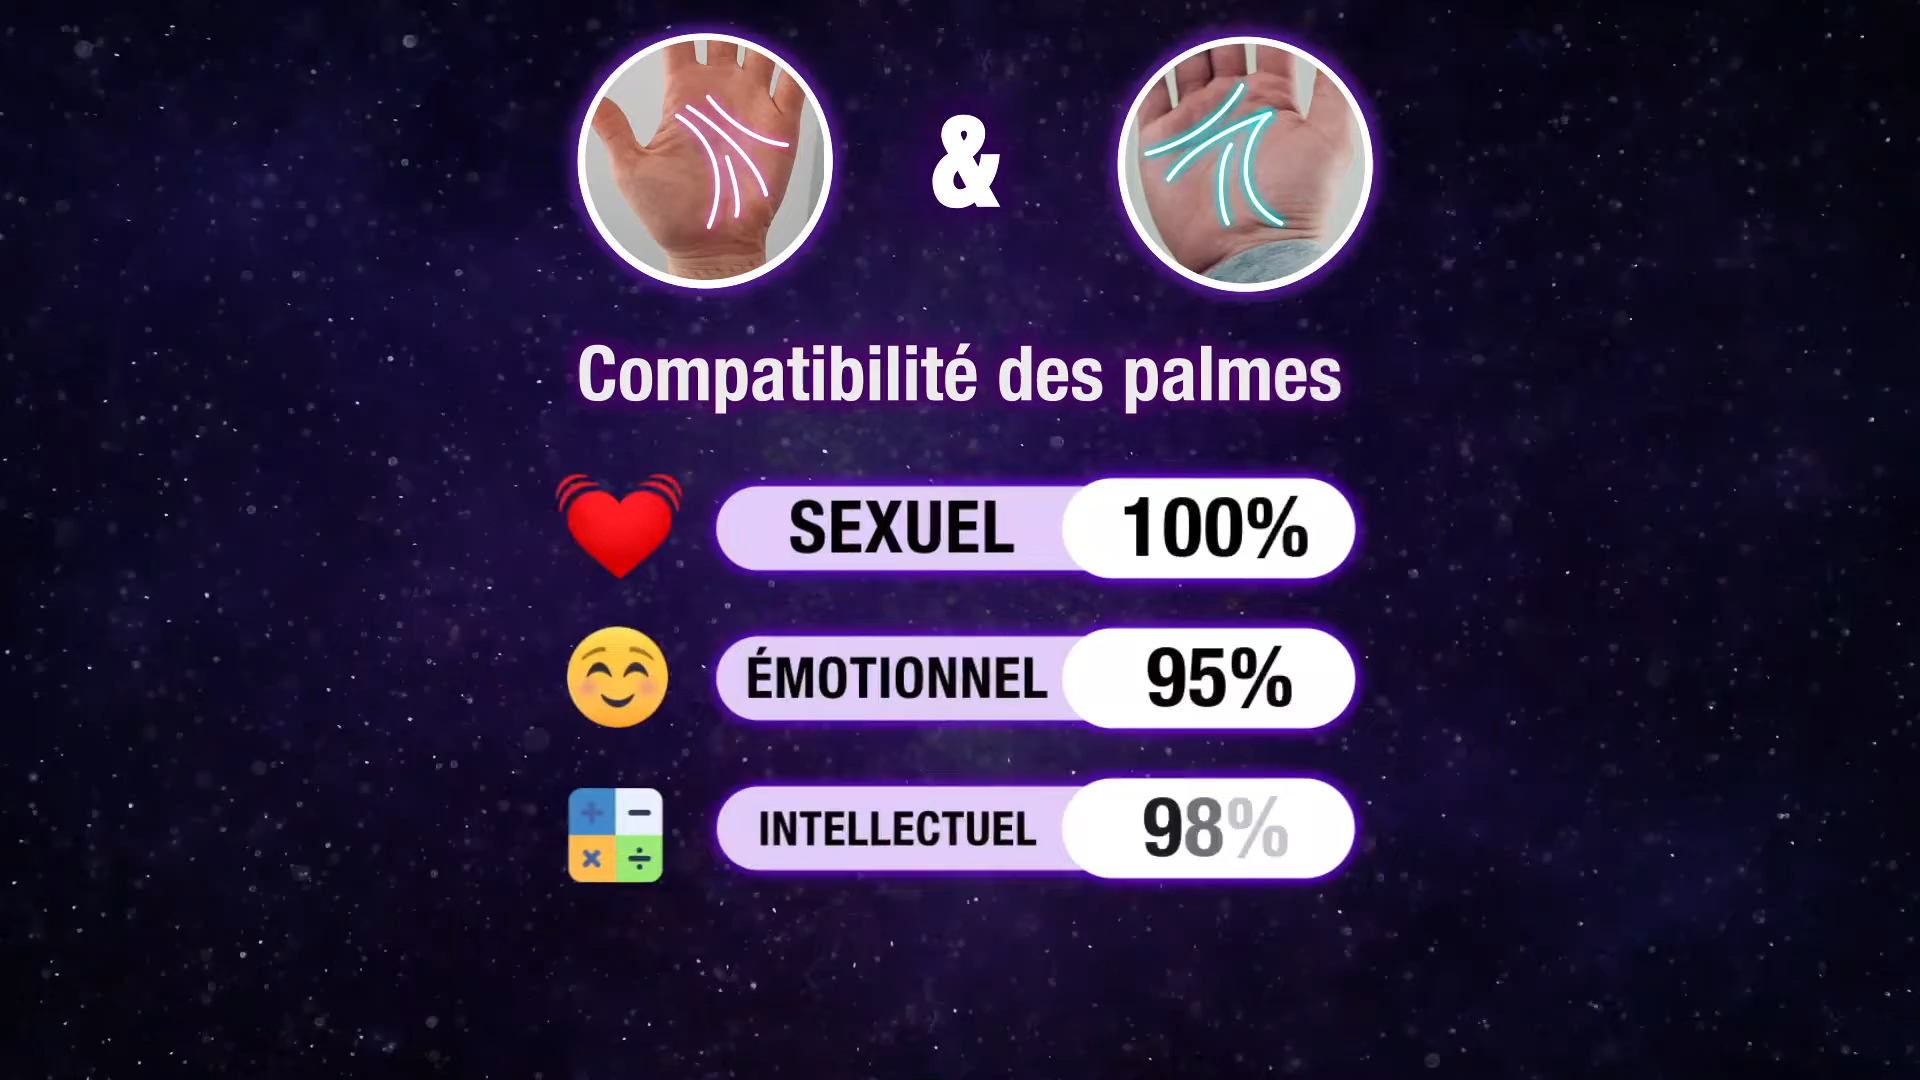 &
Compatibilité des palmes
SEXUEL 100%
ÉMOTIONNEL 95%
INTELLECTUEL 98%